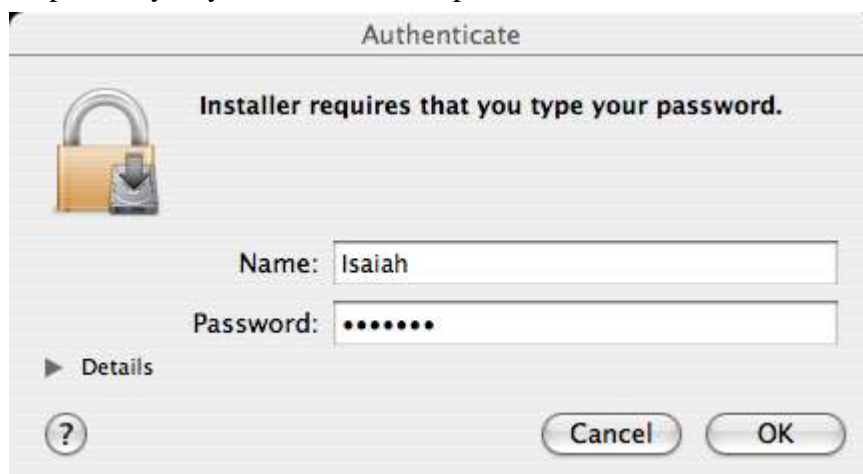 Authenticate
Installer requires that you type your password.
Name: Isaiah
Password: •••••••
Details
? Cancel OK